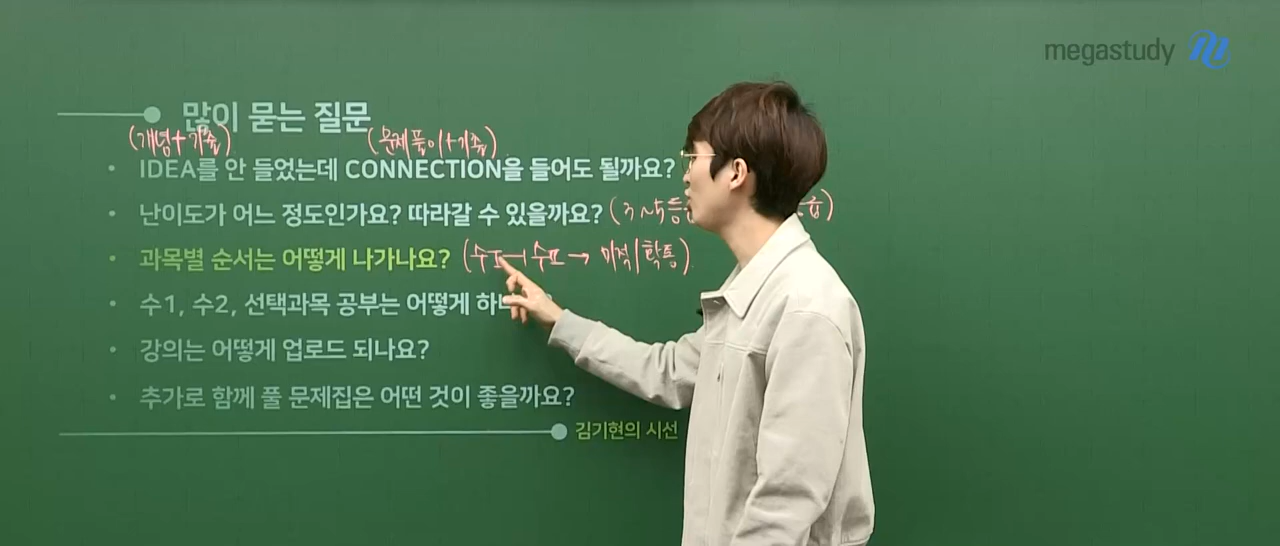 megastudy
많이 묻는 질문
(개념+기출) (문제풀이+기출)
• IDEA를 안 들었는데 CONNECTION을 들어도 될까요?
• 난이도가 어느 정도인가요? 따라갈 수 있을까요? (3~4등
• 과목별 순서는 어떻게 나가나요? (수Ⅰ→수Ⅱ → 미적/확통)
• 수1, 수2, 선택과목 공부는 어떻게
• 강의는 어떻게 업로드 되나요?
• 추가로 함께 풀 문제집은 어떤 것이 좋을까요?
김기현의 시선